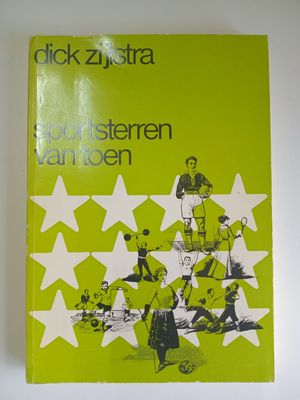 dick zijlstra
sportsterren
van toen